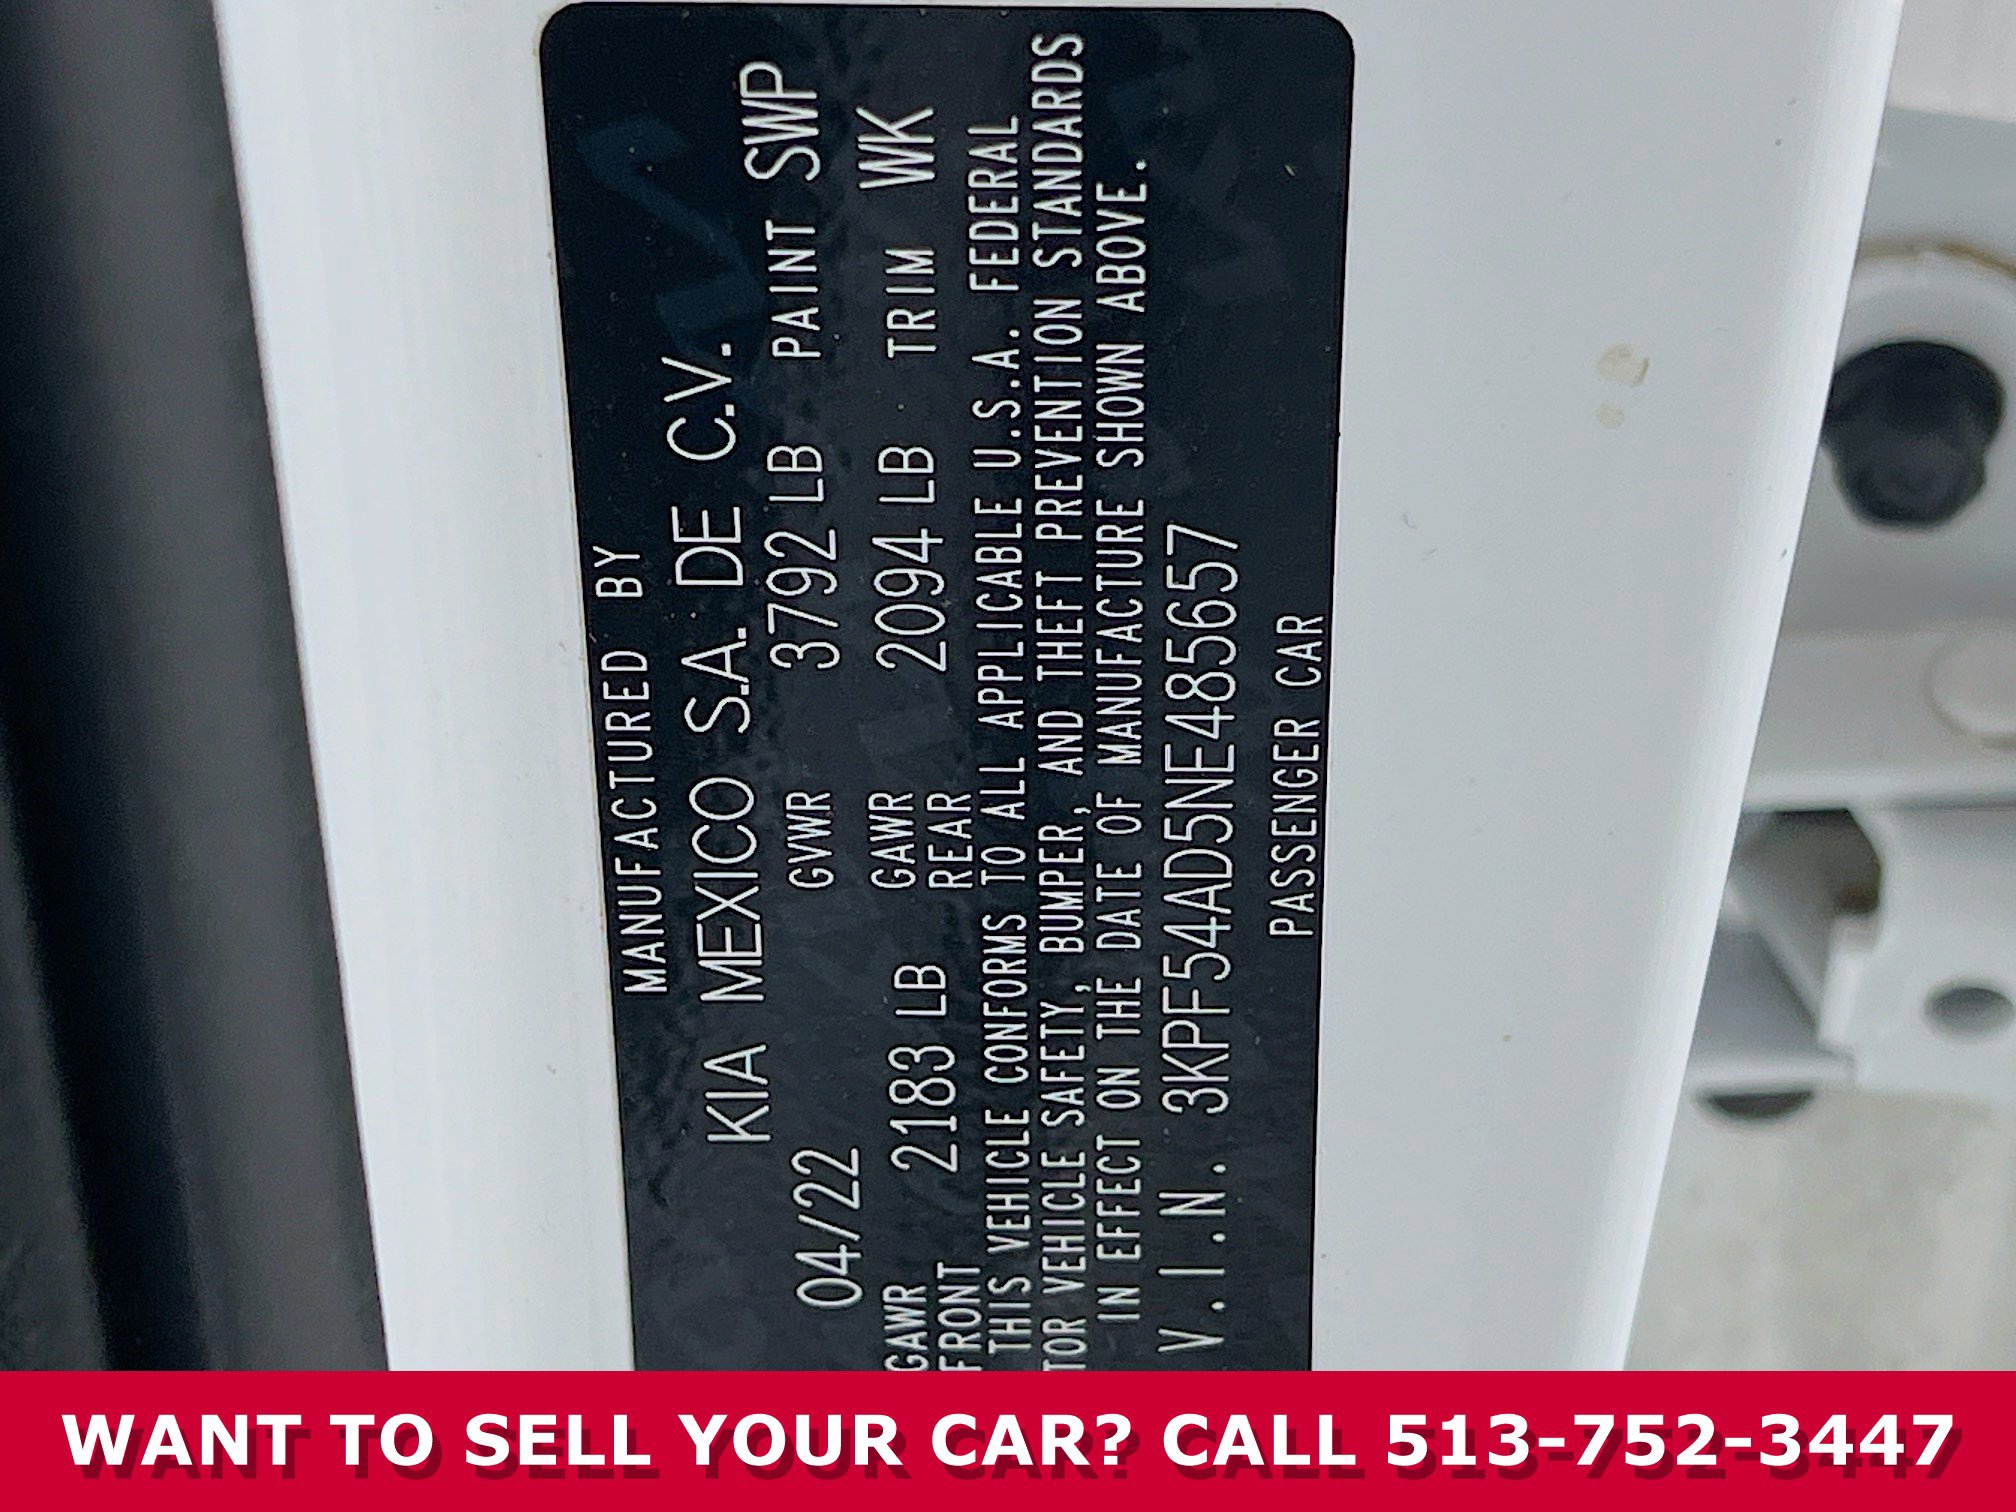 MANUFACTURED BY
KIA MEXICO S.A. DE C.V.
04/22 GVWR 3792 LB PAINT SWP
GAWR FRONT 2183 LB GAWR REAR 2094 LB TRIM WK
THIS VEHICLE CONFORMS TO ALL APPLICABLE U.S.A. FEDERAL
TOR VEHICLE SAFETY, BUMPER, AND THEFT PREVENTION STANDARDS
IN EFFECT ON THE DATE OF MANUFACTURE SHOWN ABOVE.
V.I.N. 3KPF54AD5NE485657
PASSENGER CAR
WANT TO SELL YOUR CAR? CALL 513-752-3447